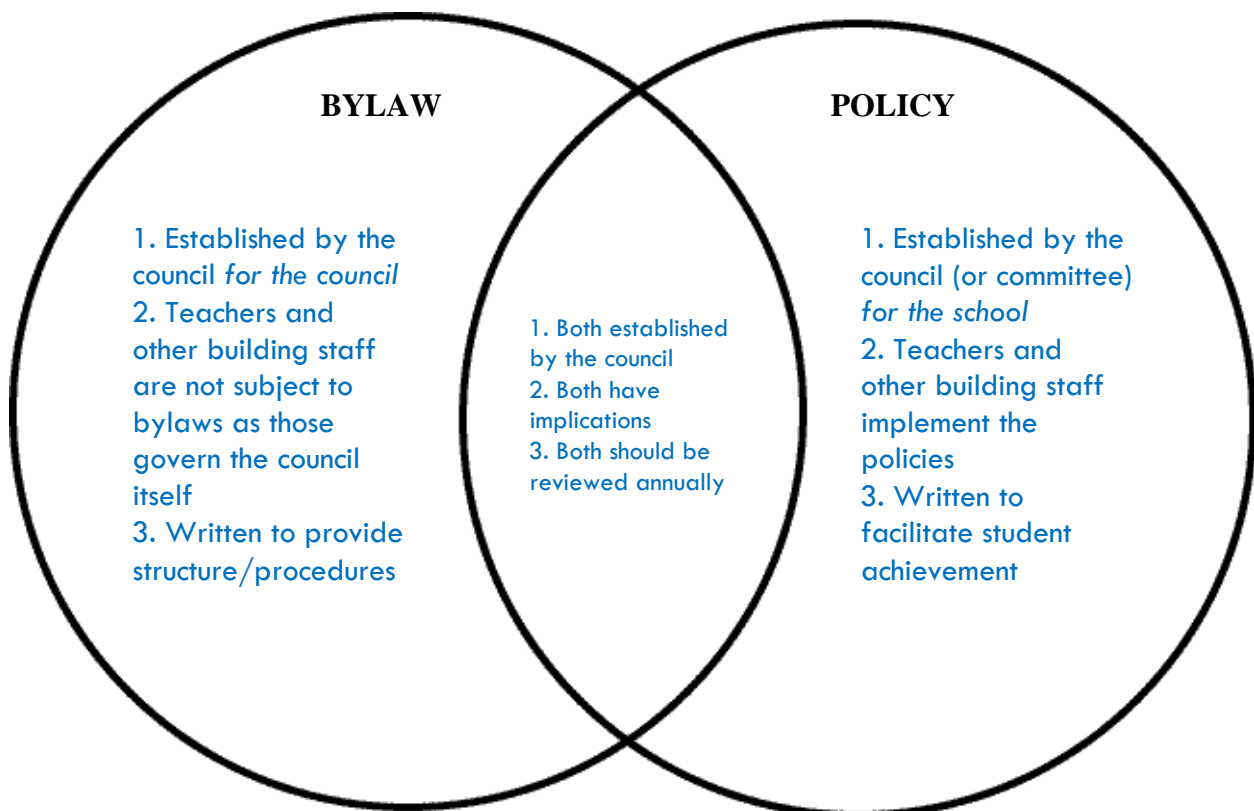 BYLAW
1. Established by the
council for the council
2. Teachers and
other building staff
are not subject to
bylaws as those
govern the council
itself
3. Written to provide
structure/procedures
1. Both established
by the council
2. Both have
implications
3. Both should be
reviewed annually
POLICY
1. Established by the
council (or committee)
for the school
2. Teachers and
other building staff
implement the
policies
3. Written to
facilitate student
achievement